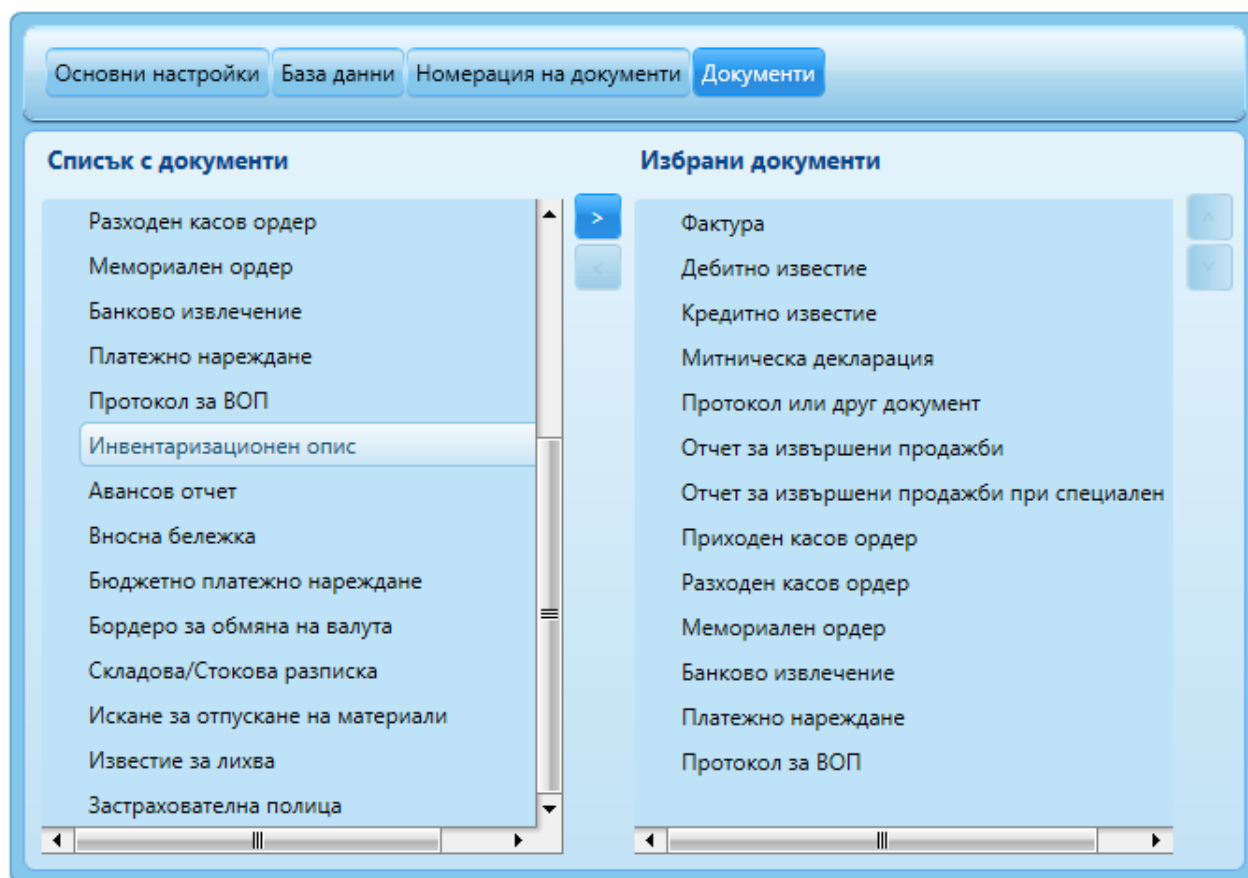 Основни настройки База данни Номерация на документи Документи
Списък с документи
Разходен касов ордер
Мемориален ордер
Банково извлечение
Платежно нареждане
Протокол за ВОП
Инвентаризационен опис
Авансов отчет
Вносна бележка
Бюджетно платежно нареждане
Бордеро за обмяна на валута
Складова/Стокова разписка
Искане за отпускане на материали
Известие за лихва
Застрахователна полица
>
<
Избрани документи
Фактура
Дебитно известие
Кредитно известие
Митническа декларация
Протокол или друг документ
Отчет за извършени продажби
Отчет за извършени продажби при специален
Приходен касов ордер
Разходен касов ордер
Мемориален ордер
Банково извлечение
Платежно нареждане
Протокол за ВОП